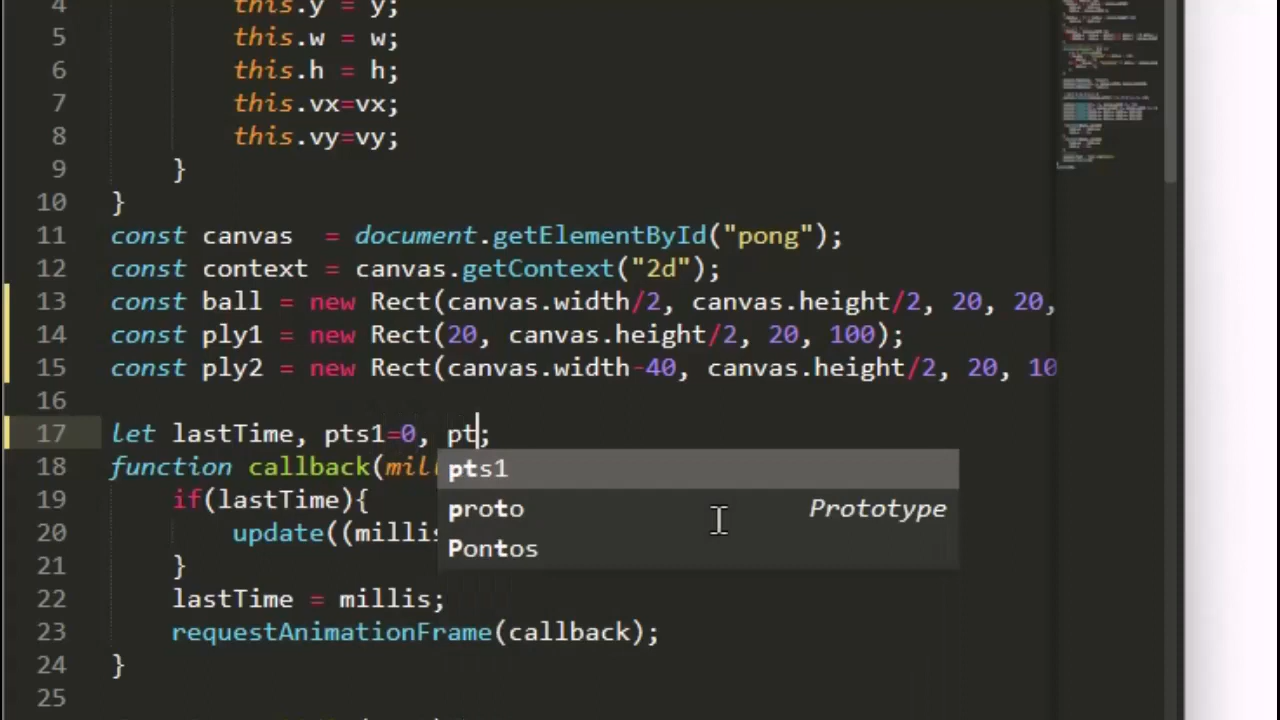 4 this.y = y;
5 this.w = w;
6 this.h = h;
7 this.vx=vx;
8 this.vy=vy;
9 }
10 }
11 const canvas  = document.getElementById("pong");
12 const context = canvas.getContext("2d");
13 const ball = new Rect(canvas.width/2, canvas.height/2, 20, 20,
14 const ply1 = new Rect(20, canvas.height/2, 20, 100);
15 const ply2 = new Rect(canvas.width-40, canvas.height/2, 20, 10
16
17 let lastTime, pts1=0, pt;
18 function callback(mill
pts1
19 if(lastTime){
proto Prototype
20 update((millis
Pontos
21 }
22 lastTime = millis;
23 requestAnimationFrame(callback);
24 }
25